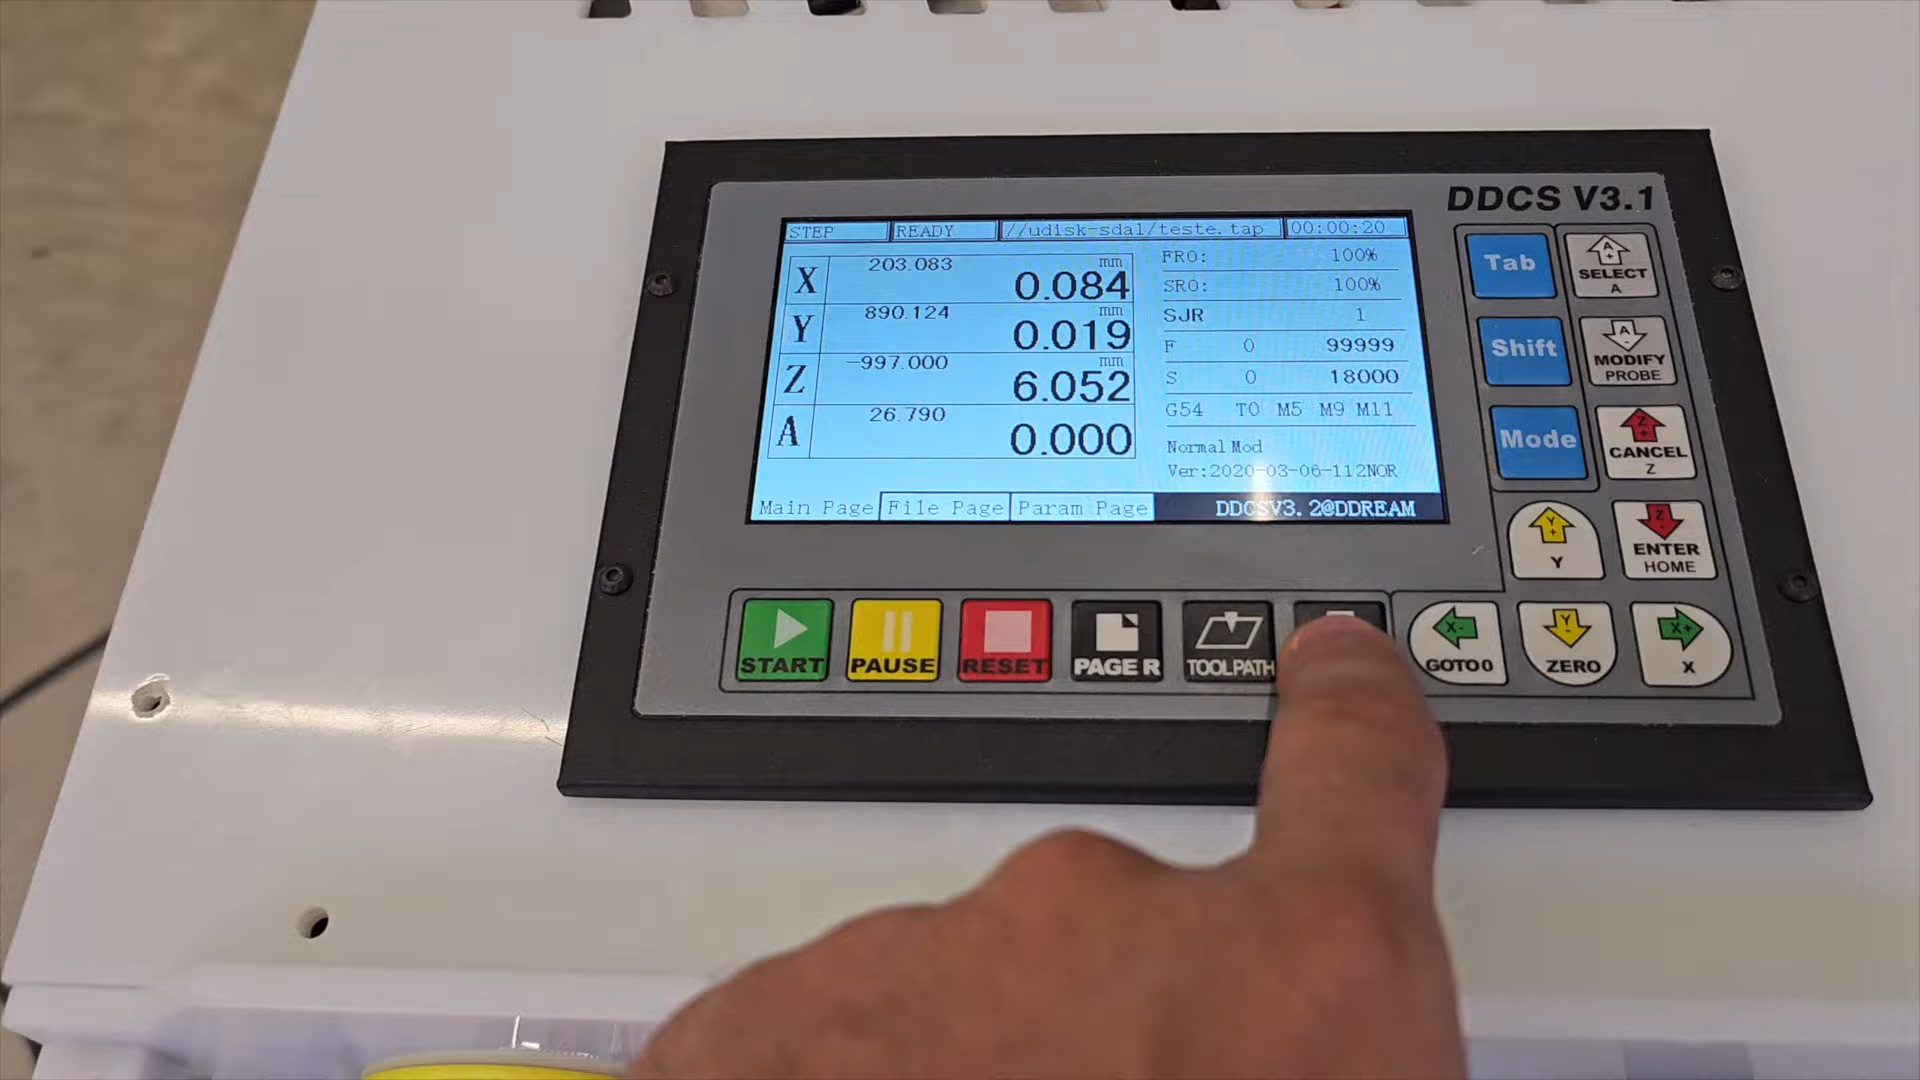 DDCS V3.1
STEP READY //udisk-sda1/teste.tap 00:00:20
X 203.083 mm 0.084
Y 890.124 mm 0.019
Z -997.000 mm 6.052
A 26.790 0.000
FRO: 100%
SRO: 100%
SJR 1
F 0 99999
S 0 18000
G54 T0 M5 M9 M11
Normal Mod
Ver:2020-03-06-112NOR
Main Page File Page Param Page DDCSV3.2@DDREAM
Tab
A+ SELECT A
Shift
A- MODIFY PROBE
Mode
Z+ CANCEL Z
Y+ Y
Z- ENTER HOME
START PAUSE RESET PAGE R TOOLPATH
X- GOTO0
Y- ZERO
X+ X